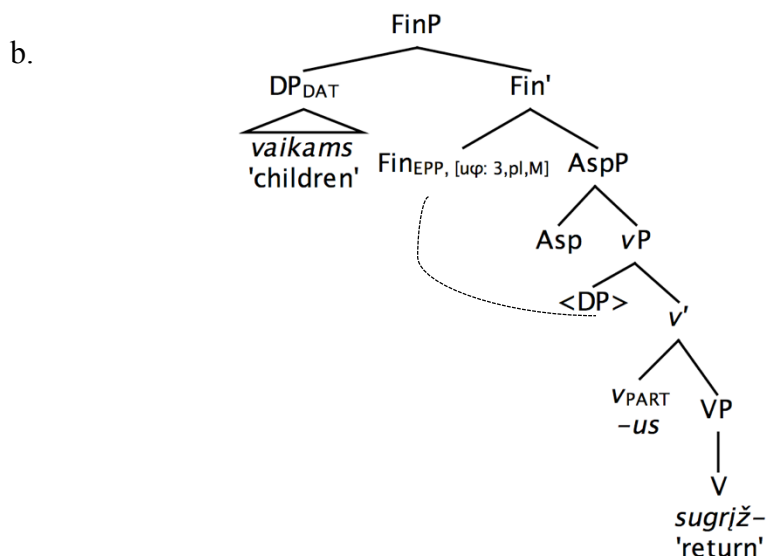 b.
FinP
DP_DAT Fin'
vaikams
'children' Fin_EPP, [uφ: 3,pl,M] AspP
Asp vP
<DP> v'
v_PART VP
–us
V
sugrįž–
'return'